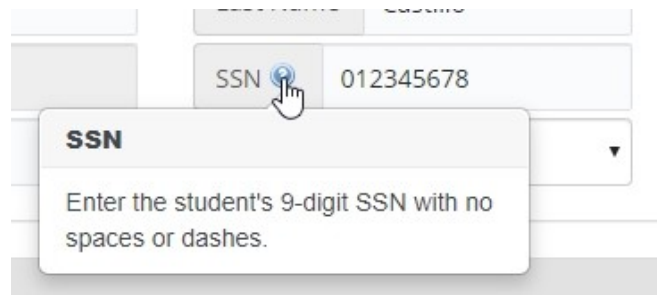 SSN 012345678
SSN
Enter the student's 9-digit SSN with no
spaces or dashes.